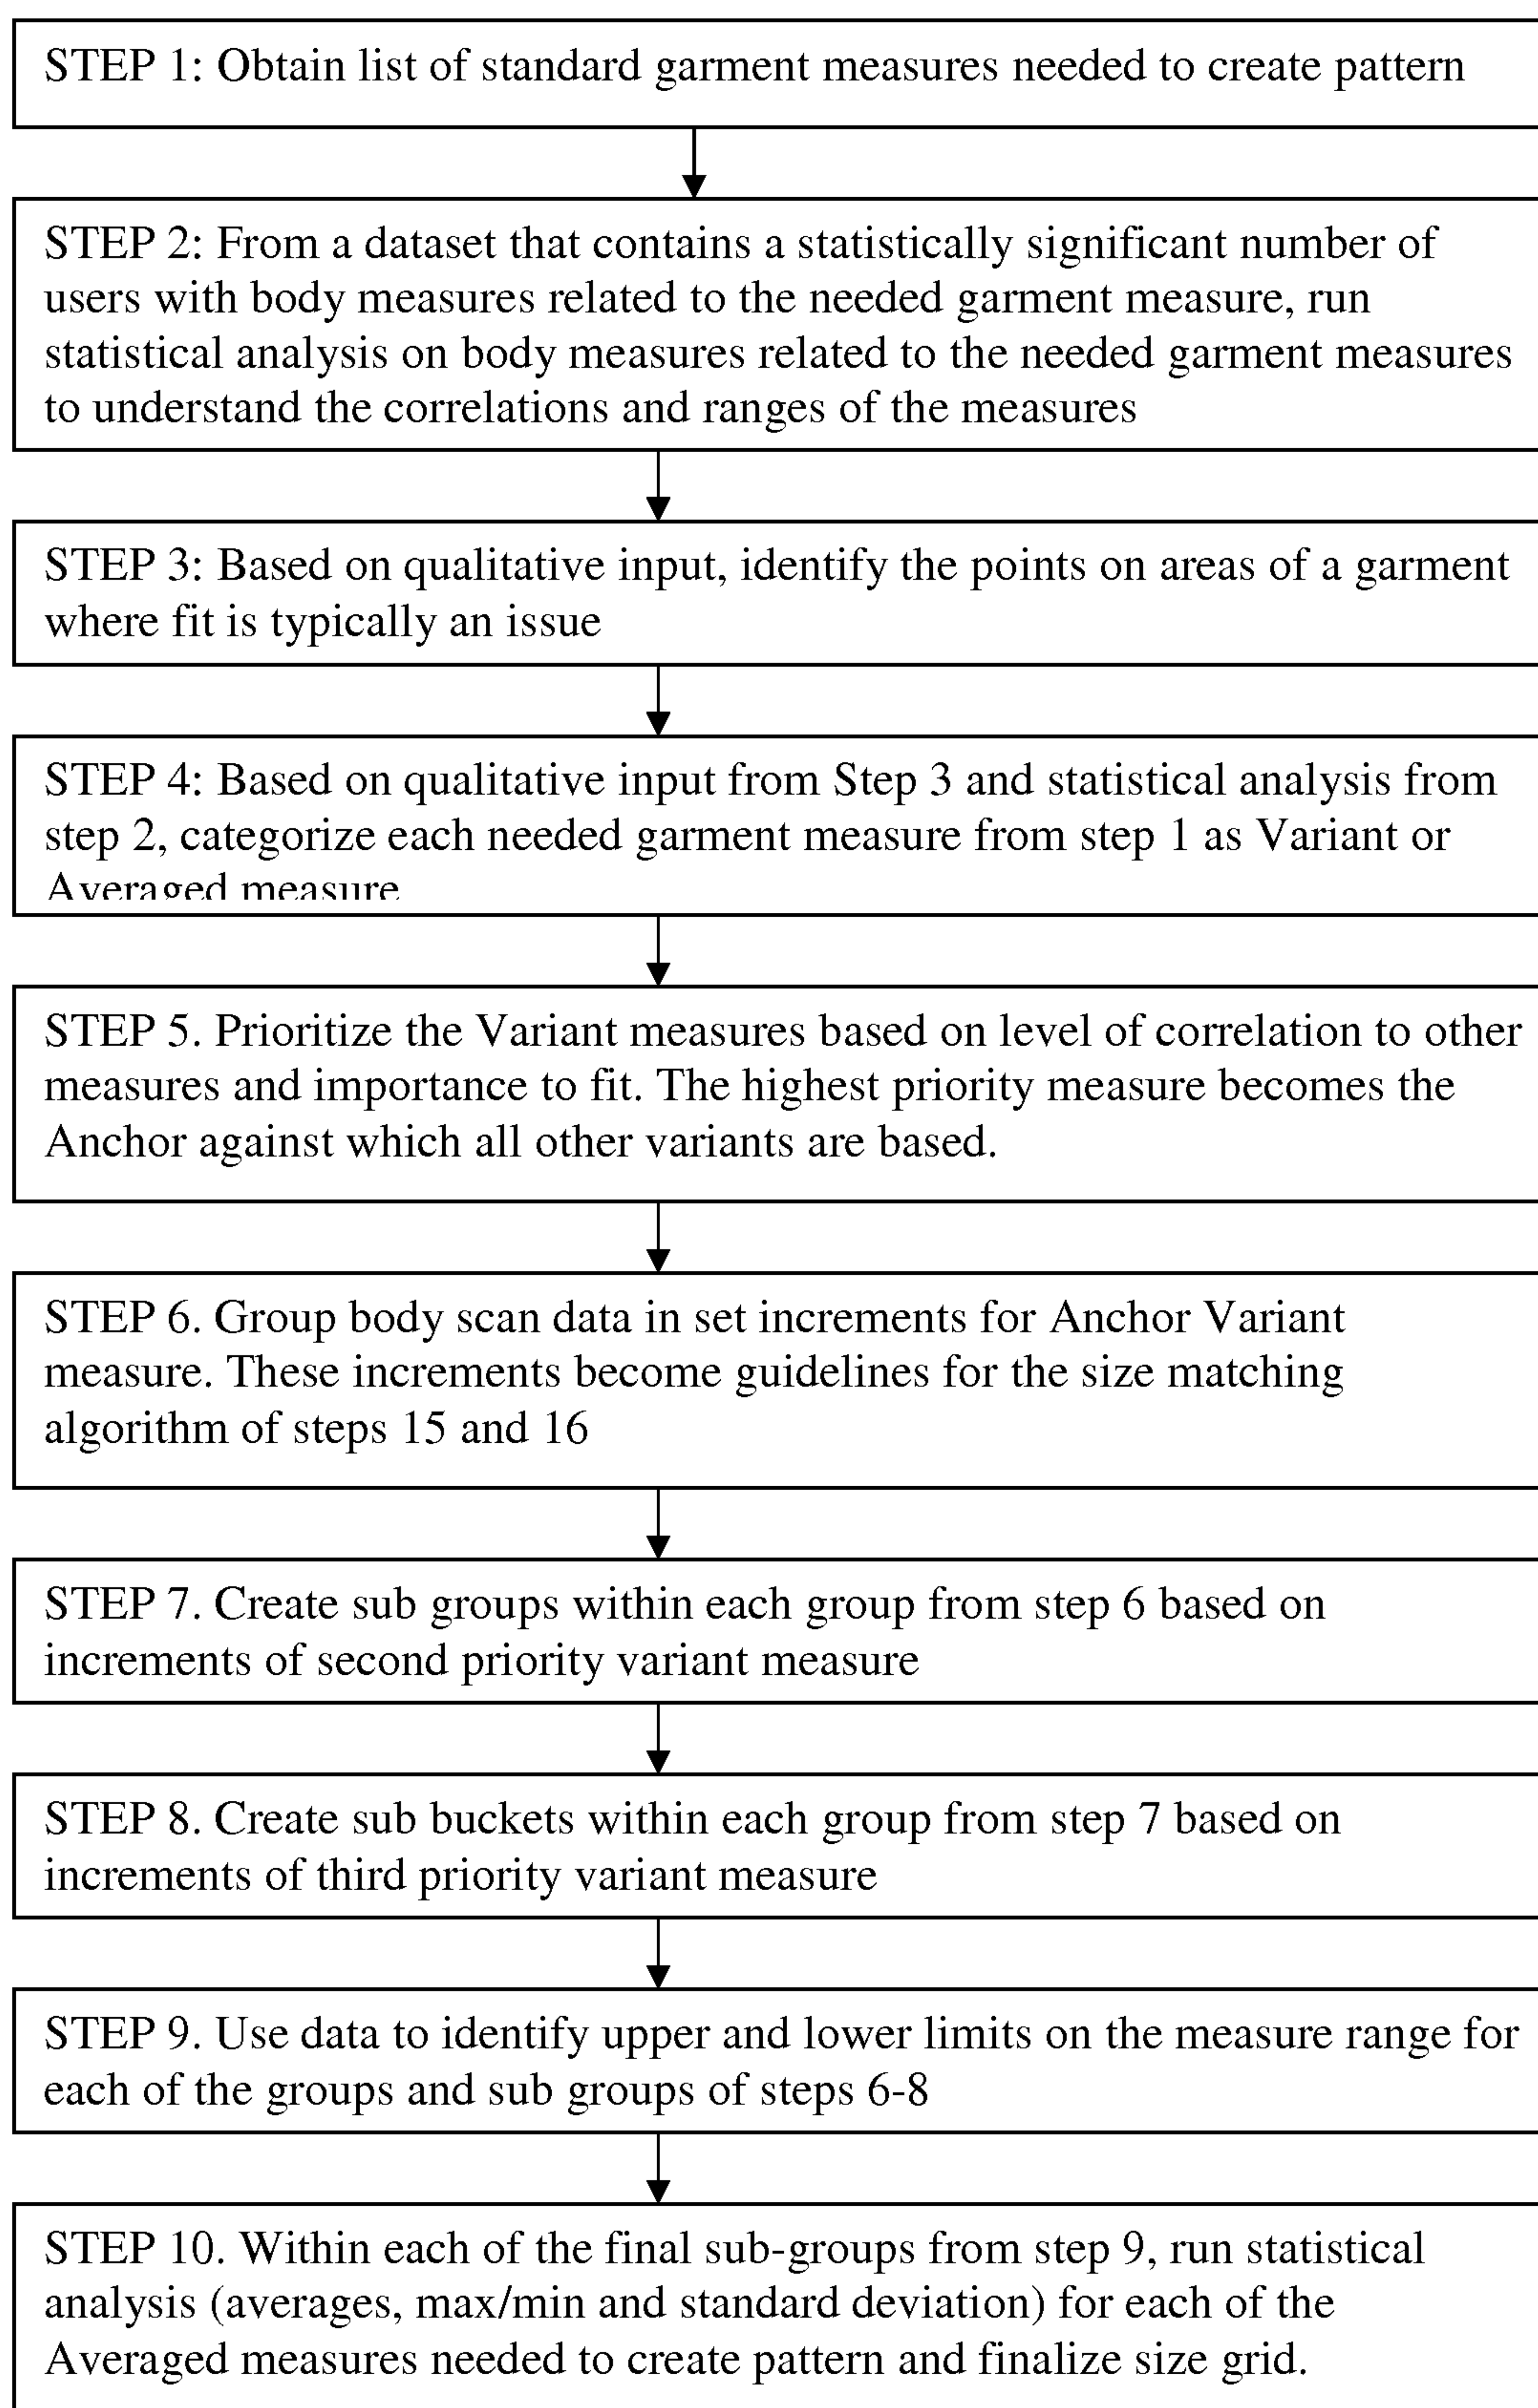 STEP 1: Obtain list of standard garment measures needed to create pattern
STEP 2: From a dataset that contains a statistically significant number of
users with body measures related to the needed garment measure, run
statistical analysis on body measures related to the needed garment measures
to understand the correlations and ranges of the measures
STEP 3: Based on qualitative input, identify the points on areas of a garment
where fit is typically an issue
STEP 4: Based on qualitative input from Step 3 and statistical analysis from
step 2, categorize each needed garment measure from step 1 as Variant or
Averaged measure
STEP 5. Prioritize the Variant measures based on level of correlation to other
measures and importance to fit. The highest priority measure becomes the
Anchor against which all other variants are based.
STEP 6. Group body scan data in set increments for Anchor Variant
measure. These increments become guidelines for the size matching
algorithm of steps 15 and 16
STEP 7. Create sub groups within each group from step 6 based on
increments of second priority variant measure
STEP 8. Create sub buckets within each group from step 7 based on
increments of third priority variant measure
STEP 9. Use data to identify upper and lower limits on the measure range for
each of the groups and sub groups of steps 6-8
STEP 10. Within each of the final sub-groups from step 9, run statistical
analysis (averages, max/min and standard deviation) for each of the
Averaged measures needed to create pattern and finalize size grid.